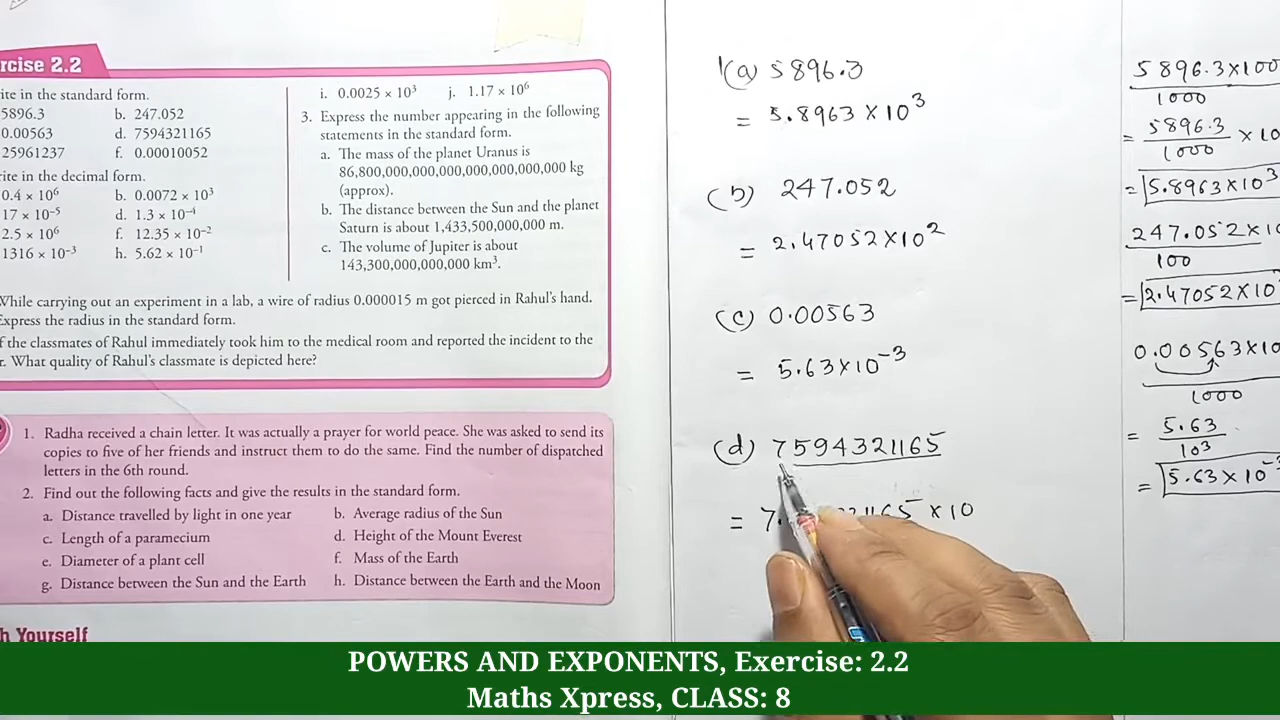 rcise 2.2
ite in the standard form.
5896.3 b. 247.052
0.00563 d. 7594321165
25961237 f. 0.00010052
rite in the decimal form.
0.4 × 10⁶ b. 0.0072 × 10³
17 × 10⁻⁵ d. 1.3 × 10⁻⁴
2.5 × 10⁶ f. 12.35 × 10⁻²
1316 × 10⁻³ h. 5.62 × 10⁻¹
i. 0.0025 × 10³ j. 1.17 × 10⁶
3. Express the number appearing in the following
statements in the standard form.
a. The mass of the planet Uranus is
86,800,000,000,000,000,000,000,000 kg
(approx).
b. The distance between the Sun and the planet
Saturn is about 1,433,500,000,000 m.
c. The volume of Jupiter is about
143,300,000,000,000 km³.
While carrying out an experiment in a lab, a wire of radius 0.000015 m got pierced in Rahul's hand.
Express the radius in the standard form.
f the classmates of Rahul immediately took him to the medical room and reported the incident to the
r. What quality of Rahul's classmate is depicted here?
1. Radha received a chain letter. It was actually a prayer for world peace. She was asked to send its
copies to five of her friends and instruct them to do the same. Find the number of dispatched
letters in the 6th round.
2. Find out the following facts and give the results in the standard form.
a. Distance travelled by light in one year b. Average radius of the Sun
c. Length of a paramecium d. Height of the Mount Everest
e. Diameter of a plant cell f. Mass of the Earth
g. Distance between the Sun and the Earth h. Distance between the Earth and the Moon
h Yourself
1(a) 5896.3
= 5.8963 × 10³
(b) 247.052
= 2.47052 × 10²
(c) 0.00563
= 5.63 × 10⁻³
(d) 7594321165
= 7. 21165 × 10
5896.3 × 100
1000
= 5896.3 × 10
1000
= 5.8963 × 10³
247.052 × 10
100
= 2.47052 × 10
0.00563 × 10
1000
= 5.63
10³
= 5.63 × 10⁻³
POWERS AND EXPONENTS, Exercise: 2.2
Maths Xpress, CLASS: 8